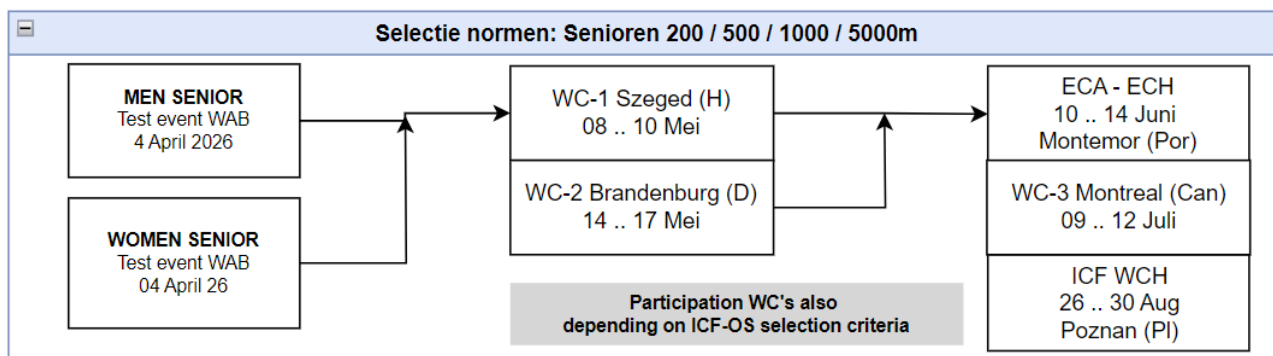 Selectie normen: Senioren 200 / 500 / 1000 / 5000m
MEN SENIOR
Test event WAB
4 April 2026
WOMEN SENIOR
Test event WAB
04 April 26
WC-1 Szeged (H)
08 .. 10 Mei
WC-2 Brandenburg (D)
14 .. 17 Mei
Participation WC's also
depending on ICF-OS selection criteria
ECA - ECH
10 .. 14 Juni
Montemor (Por)
WC-3 Montreal (Can)
09 .. 12 Juli
ICF WCH
26 .. 30 Aug
Poznan (Pl)